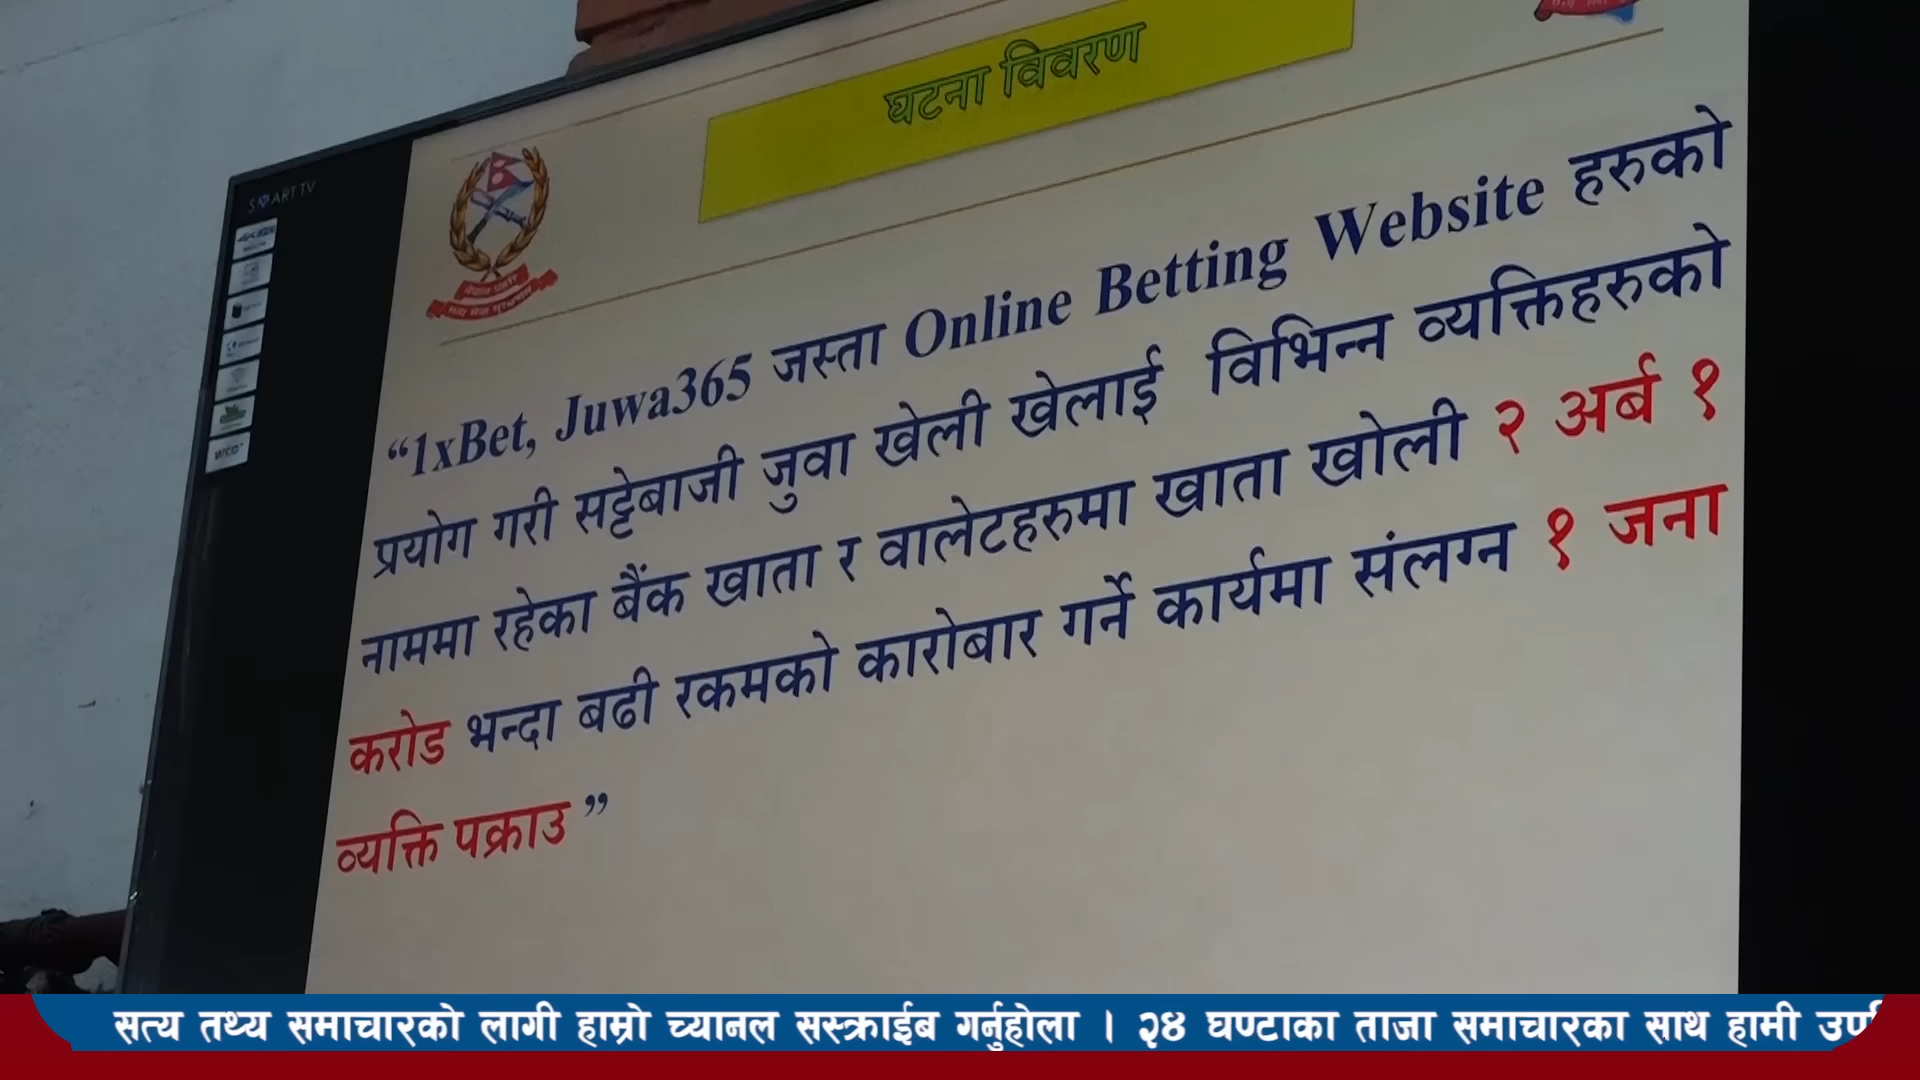 घटना विवरण
SMART TV
“1xBet, Juwa365 जस्ता Online Betting Website हरुको
प्रयोग गरी सट्टेबाजी जुवा खेली खेलाई विभिन्न व्यक्तिहरुको
नाममा रहेका बैंक खाता र वालेटहरुमा खाता खोली २ अर्ब १
करोड भन्दा बढी रकमको कारोबार गर्ने कार्यमा संलग्न १ जना
व्यक्ति पक्राउ ”
सत्य तथ्य समाचारको लागी हाम्रो च्यानल सस्क्राईब गर्नुहोला । २४ घण्टाका ताजा समाचारका साथ हामी